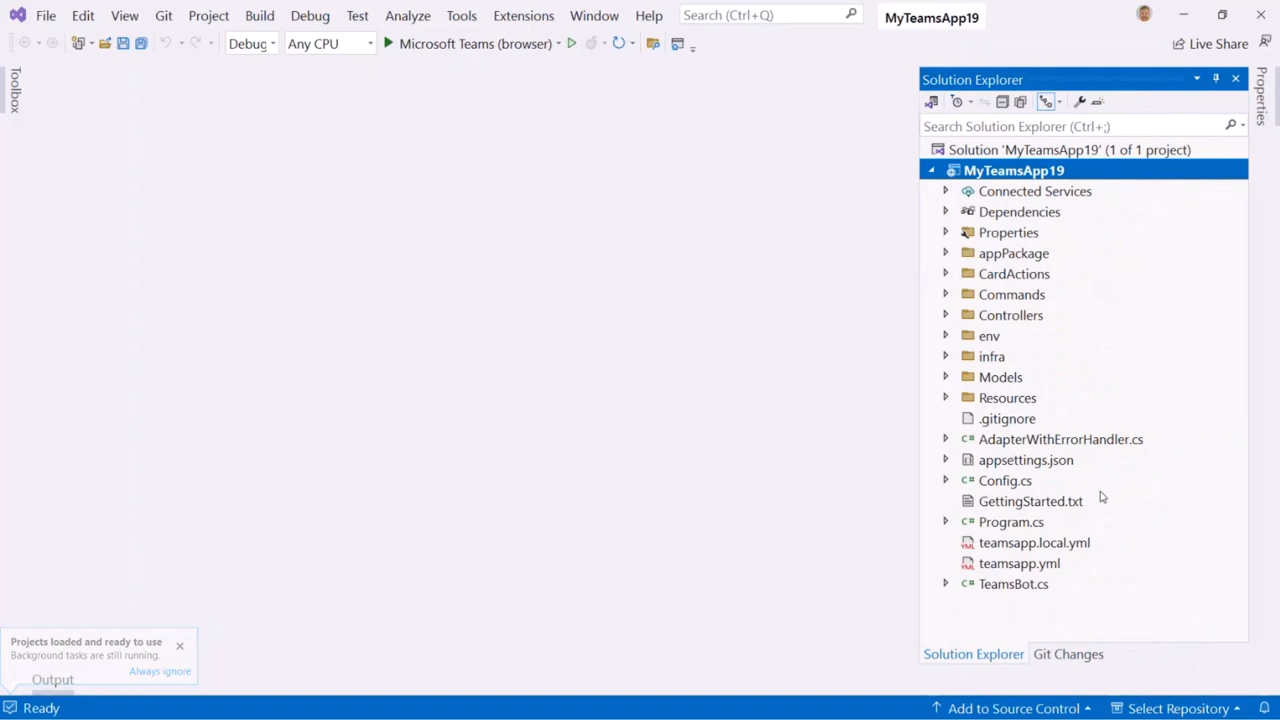 File Edit View Git Project Build Debug Test Analyze Tools Extensions Window Help Search (Ctrl+Q) MyTeamsApp19
Debug Any CPU Microsoft Teams (browser) Live Share
Toolbox
Solution Explorer
Properties
Search Solution Explorer (Ctrl+;)
Solution 'MyTeamsApp19' (1 of 1 project)
MyTeamsApp19
Connected Services
Dependencies
Properties
appPackage
CardActions
Commands
Controllers
env
infra
Models
Resources
.gitignore
C# AdapterWithErrorHandler.cs
appsettings.json
C# Config.cs
GettingStarted.txt
C# Program.cs
YML teamsapp.local.yml
YML teamsapp.yml
C# TeamsBot.cs
Projects loaded and ready to use
Background tasks are still running.
Always ignore
Output
Solution Explorer Git Changes
Ready Add to Source Control Select Repository